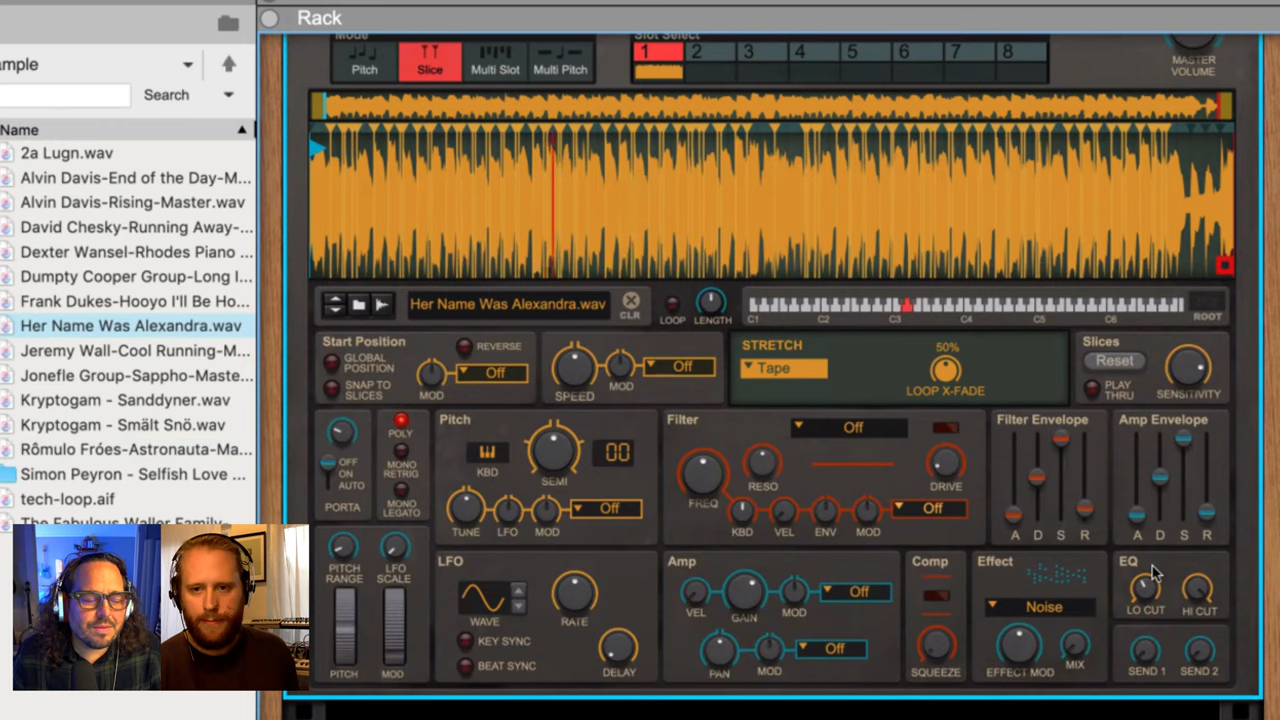 Rack
Mode
Pitch
Slice
Multi Slot
Multi Pitch
Slot Select
1 2 3 4 5 6 7 8
MASTER
VOLUME
ample
Search
Name
2a Lugn.wav
Alvin Davis-End of the Day-M...
Alvin Davis-Rising-Master.wav
David Chesky-Running Away-...
Dexter Wansel-Rhodes Piano ...
Dumpty Cooper Group-Long I...
Frank Dukes-Hooyo I'll Be Ho...
Her Name Was Alexandra.wav
Jeremy Wall-Cool Running-M...
Jonefle Group-Sappho-Maste...
Kryptogam - Sanddyner.wav
Kryptogam - Smält Snö.wav
Rômulo Fróes-Astronauta-Ma...
Simon Peyron - Selfish Love ...
tech-loop.aif
The Fabulous Waller Family
Her Name Was Alexandra.wav
CLR
LOOP
LENGTH
C1 C2 C3 C4 C5 C6
ROOT
Start Position
GLOBAL
POSITION
SNAP TO
SLICES
REVERSE
MOD
Off
SPEED
MOD
Off
STRETCH
Tape
50%
LOOP X-FADE
Slices
Reset
PLAY
THRU
SENSITIVITY
OFF
ON
AUTO
PORTA
POLY
MONO
RETRIG
MONO
LEGATO
Pitch
KBD
SEMI
00
TUNE
LFO
MOD
Off
Filter
Off
FREQ
RESO
DRIVE
KBD
VEL
ENV
MOD
Off
Filter Envelope
A D S R
Amp Envelope
A D S R
PITCH
RANGE
LFO
SCALE
PITCH
MOD
LFO
WAVE
RATE
KEY SYNC
BEAT SYNC
DELAY
Amp
VEL
GAIN
MOD
Off
PAN
MOD
Off
Comp
SQUEEZE
Effect
Noise
EFFECT MOD
MIX
EQ
LO CUT
HI CUT
SEND 1
SEND 2